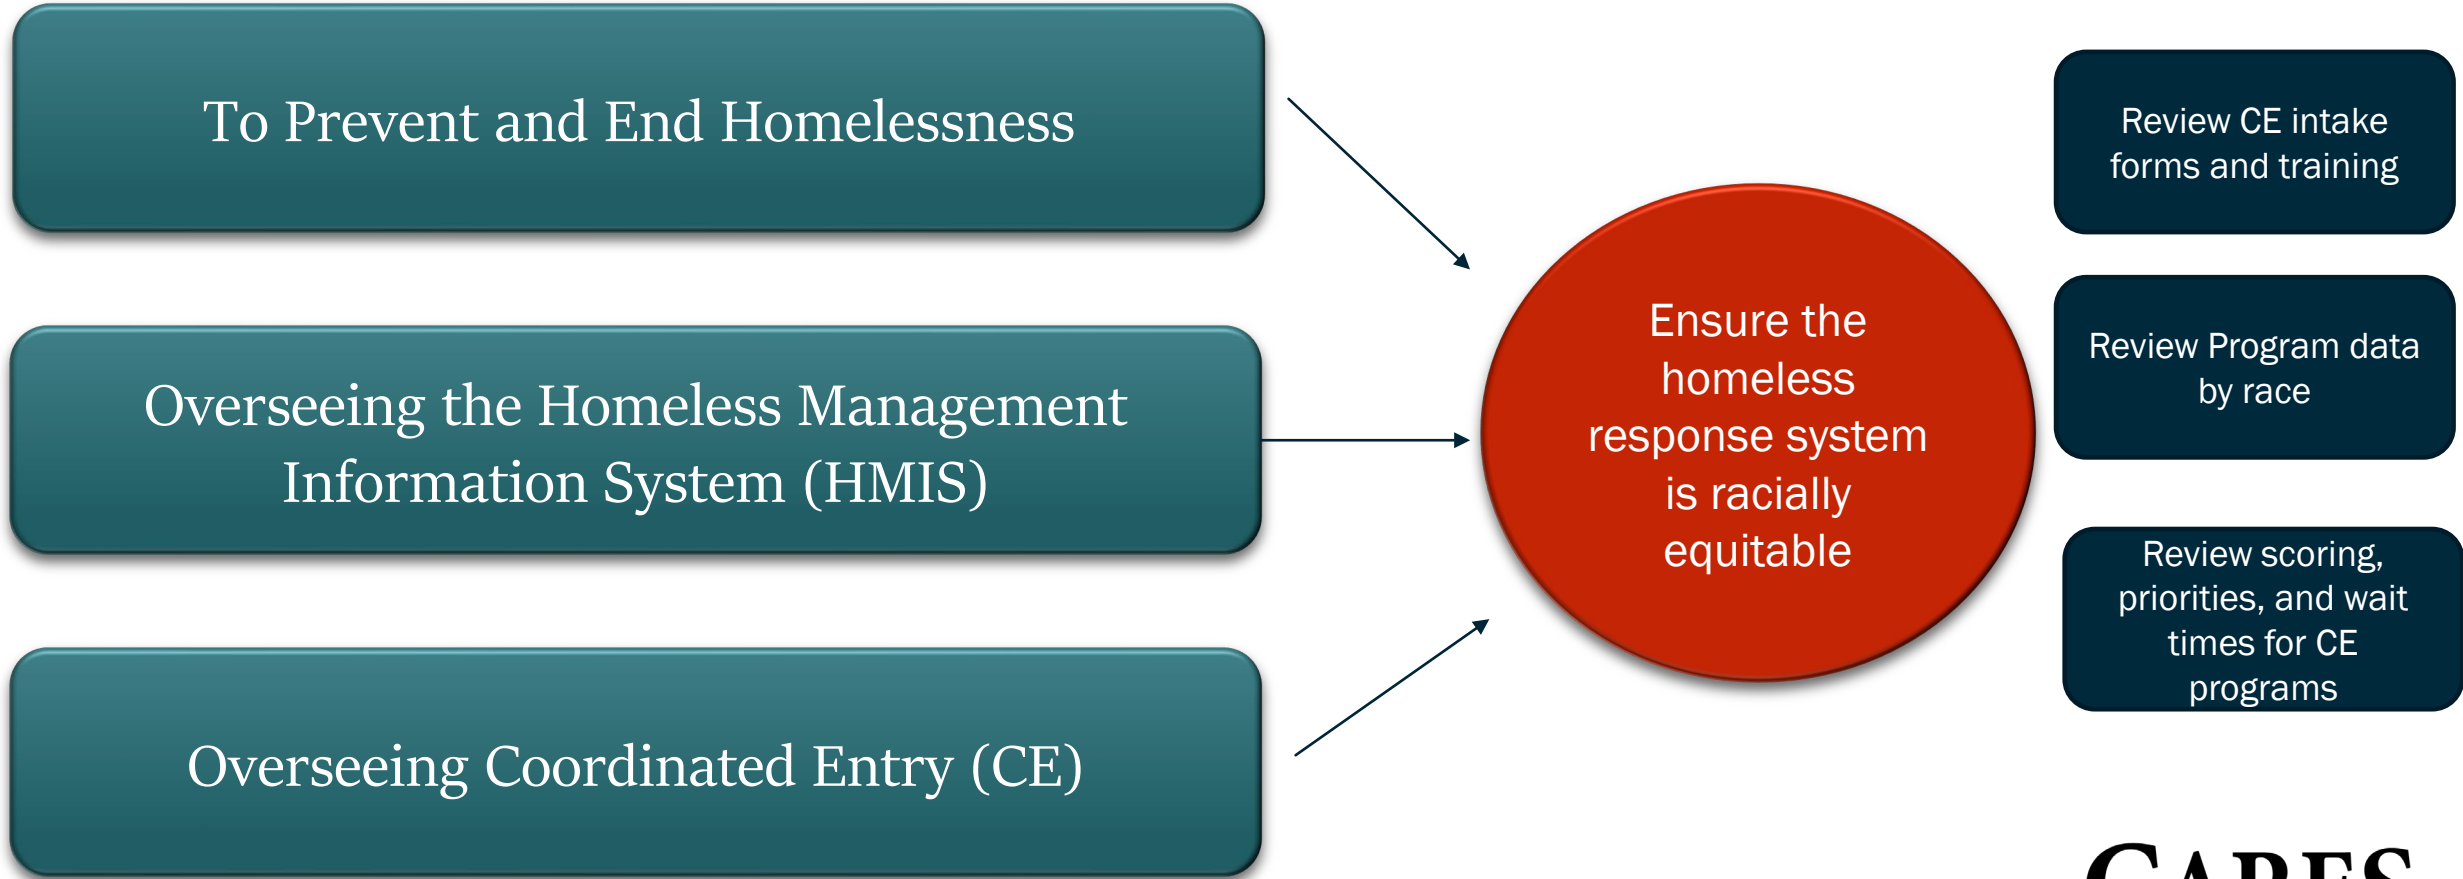 To Prevent and End Homelessness
Overseeing the Homeless Management
Information System (HMIS)
Overseeing Coordinated Entry (CE)
Ensure the
homeless
response system
is racially
equitable
Review CE intake
forms and training
Review Program data
by race
Review scoring,
priorities, and wait
times for CE
programs
CARES